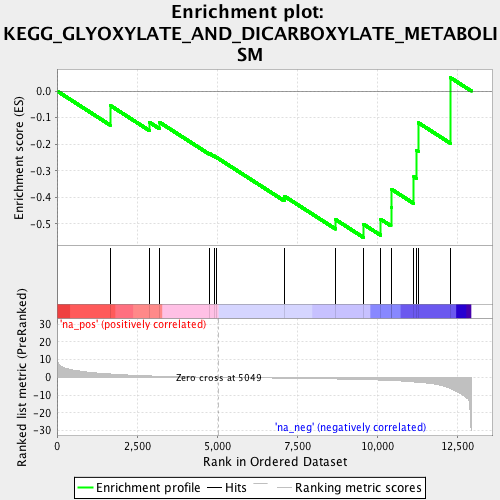 Enrichment plot:
KEGG_GLYOXYLATE_AND_DICARBOXYLATE_METABOLI
SM
Enrichment score (ES)
0.0
-0.1
-0.2
-0.3
-0.4
-0.5
'na_pos' (positively correlated)
Ranked list metric (PreRanked)
30
20
10
0
-10
-20
-30
Zero cross at 5049
'na_neg' (negatively correlated)
0
2,500
5,000
7,500
10,000
12,500
Rank in Ordered Dataset
Enrichment profile
Hits
Ranking metric scores